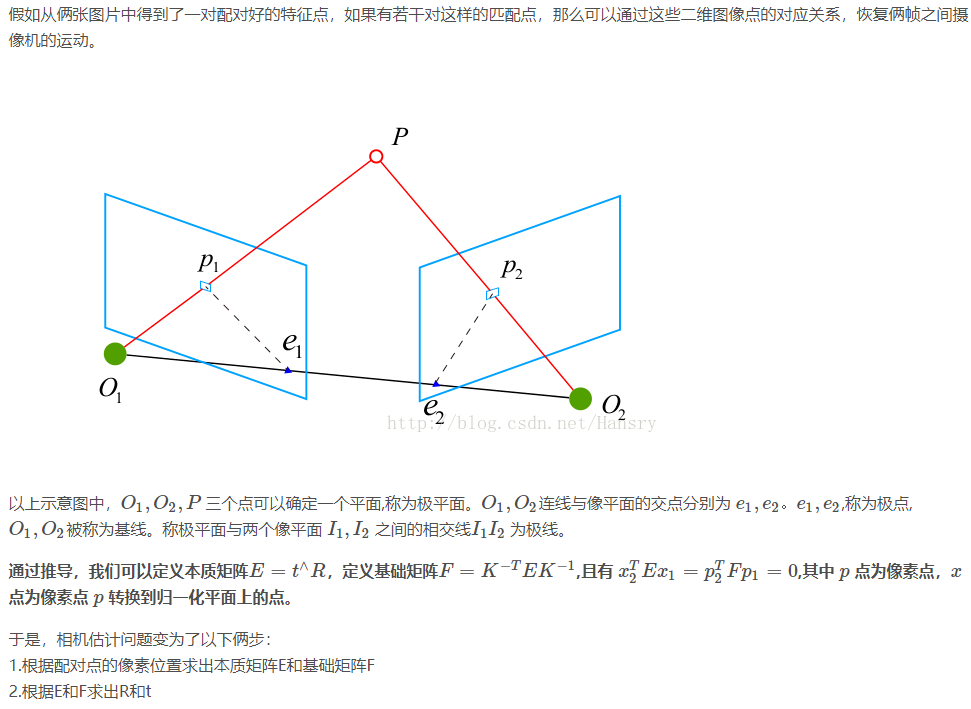 假如从俩张图片中得到了一对配对好的特征点，如果有若干对这样的匹配点，那么可以通过这些二维图像点的对应关系，恢复俩帧之间摄
像机的运动。
P
p1
p2
e1
O1
e2
O2
http://blog.csdn.net/Hansry
以上示意图中，O₁,O₂,P 三个点可以确定一个平面,称为极平面。O₁,O₂连线与像平面的交点分别为 e₁,e₂。e₁,e₂,称为极点,
O₁,O₂被称为基线。称极平面与两个像平面 I₁,I₂ 之间的相交线I₁I₂ 为极线。
通过推导，我们可以定义本质矩阵E = t^R，定义基础矩阵F = K⁻ᵀEK⁻¹,且有 x₂ᵀEx₁ = p₂ᵀFp₁ = 0,其中 p 点为像素点，x
点为像素点 p 转换到归一化平面上的点。
于是，相机估计问题变为了以下俩步：
1.根据配对点的像素位置求出本质矩阵E和基础矩阵F
2.根据E和F求出R和t